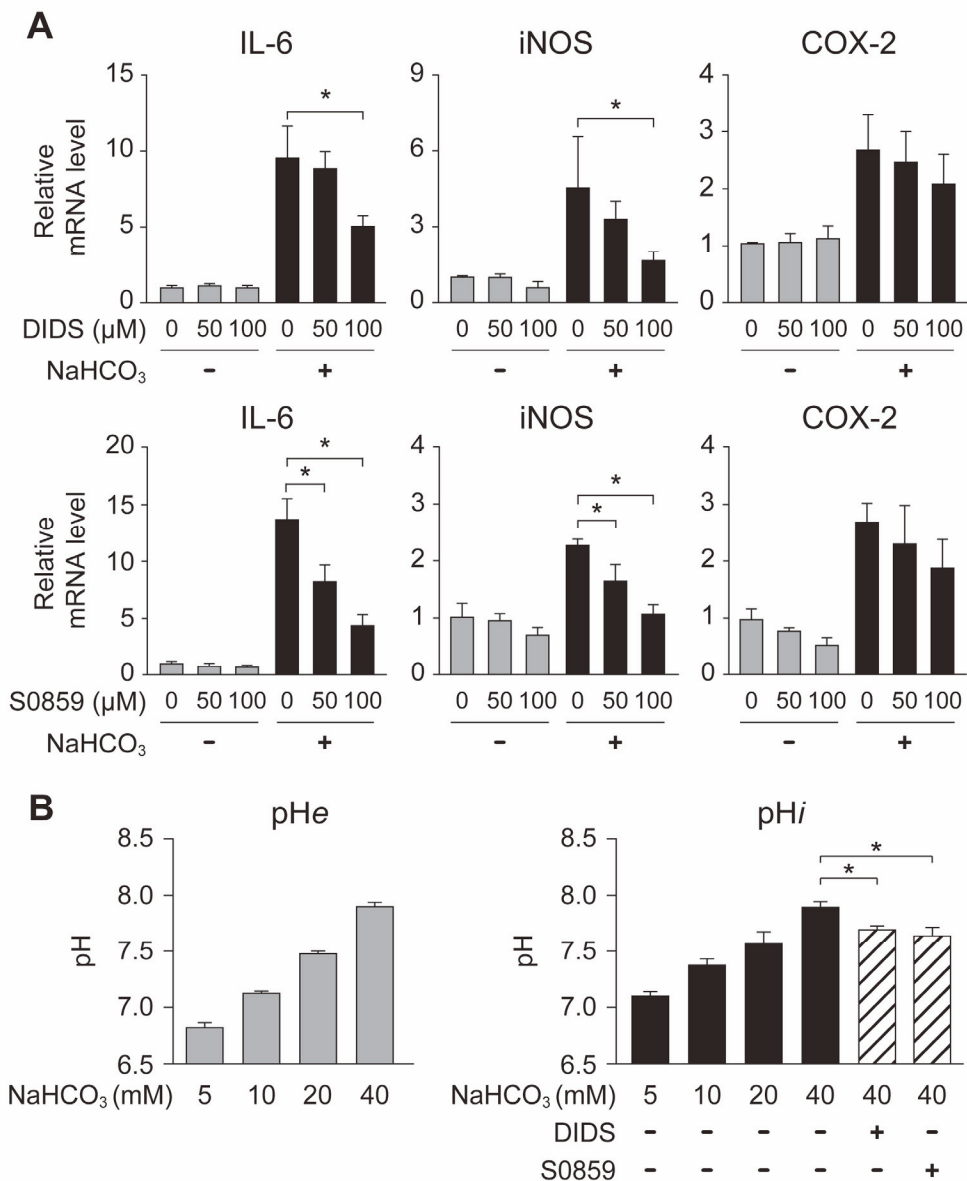 A
IL-6 iNOS COX-2
Relative mRNA level
15 10 5 0
*
9 6 3 0
*
4 3 2 1 0
DIDS (µM) 0 50 100 0 50 100 0 50 100 0 50 100 0 50 100 0 50 100
NaHCO₃ - + - + - +
IL-6 iNOS COX-2
Relative mRNA level
20 15 10 5 0
*
*
4 3 2 1 0
*
*
4 3 2 1 0
S0859 (µM) 0 50 100 0 50 100 0 50 100 0 50 100 0 50 100 0 50 100
NaHCO₃ - + - + - +
B
pHe pHi
pH
8.5 8.0 7.5 7.0 6.5
NaHCO₃ (mM) 5 10 20 40
pH
8.5 8.0 7.5 7.0 6.5
*
*
NaHCO₃ (mM) 5 10 20 40 40 40
DIDS - - - - + -
S0859 - - - - - +